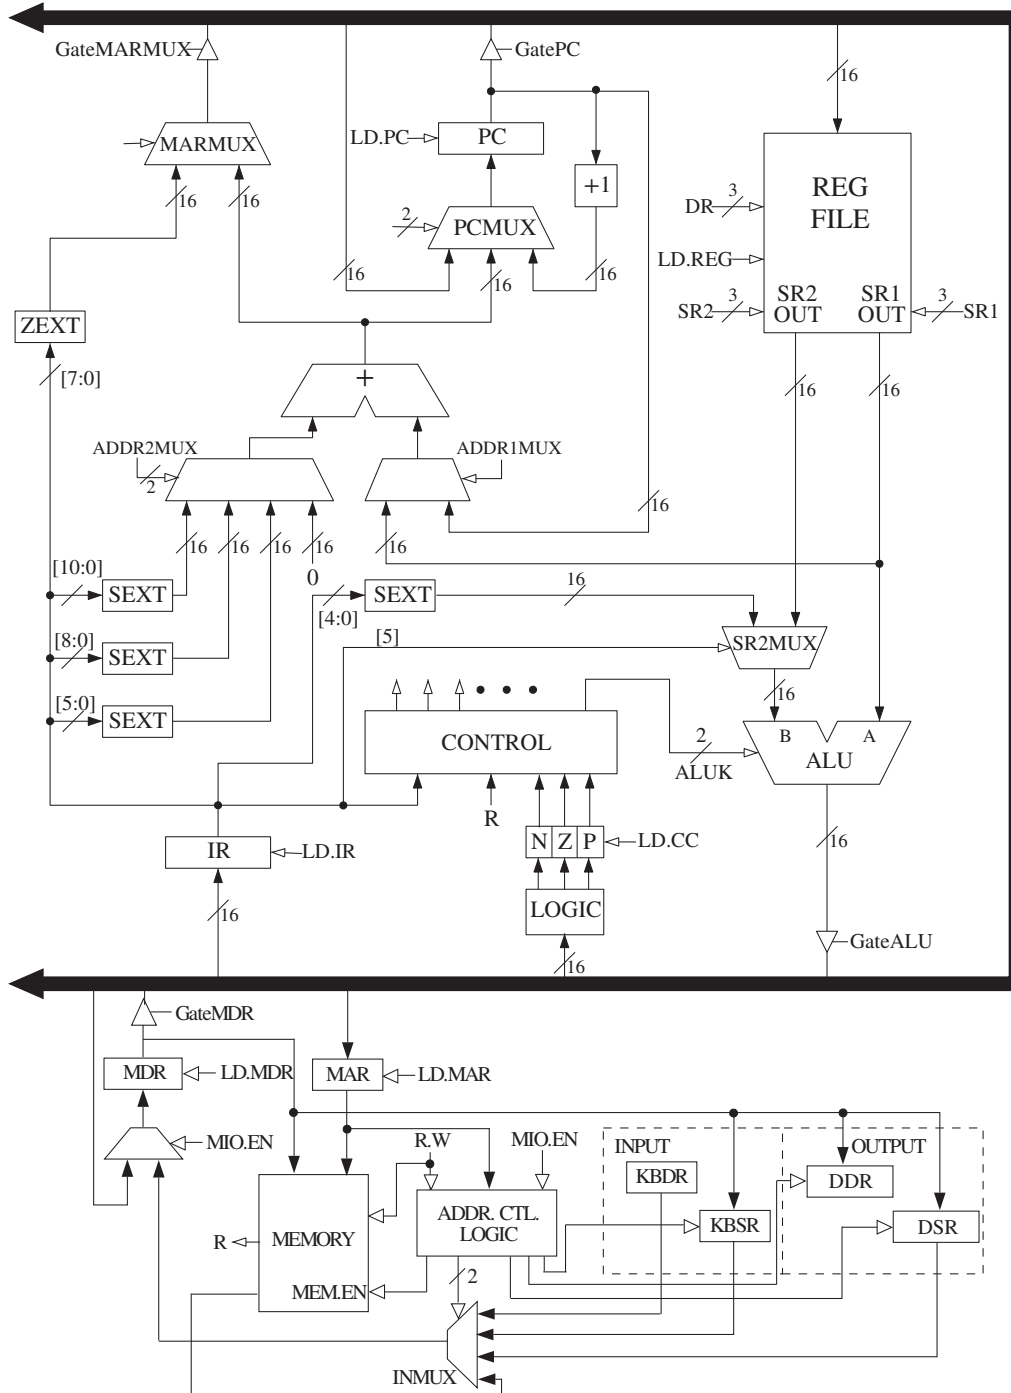 GateMARMUX
GatePC
16
MARMUX
LD.PC
PC
+1
REG
FILE
3
DR
2
PCMUX
LD.REG
16
16
16
16
16
ZEXT
3
SR2
SR2
OUT
SR1
OUT
3
SR1
[7:0]
+
16
16
ADDR2MUX
2
ADDR1MUX
16
16
16
16
16
16
[10:0]
SEXT
0
[4:0]
SEXT
16
[8:0]
SEXT
[5]
SR2MUX
16
[5:0]
SEXT
CONTROL
2
ALUK
B
A
ALU
R
IR
LD.IR
N Z P
LD.CC
16
16
LOGIC
16
GateALU
GateMDR
MDR
LD.MDR
MAR
LD.MAR
MIO.EN
R.W
MIO.EN
INPUT
OUTPUT
KBDR
DDR
ADDR. CTL.
LOGIC
KBSR
DSR
R
MEMORY
MEM.EN
2
INMUX